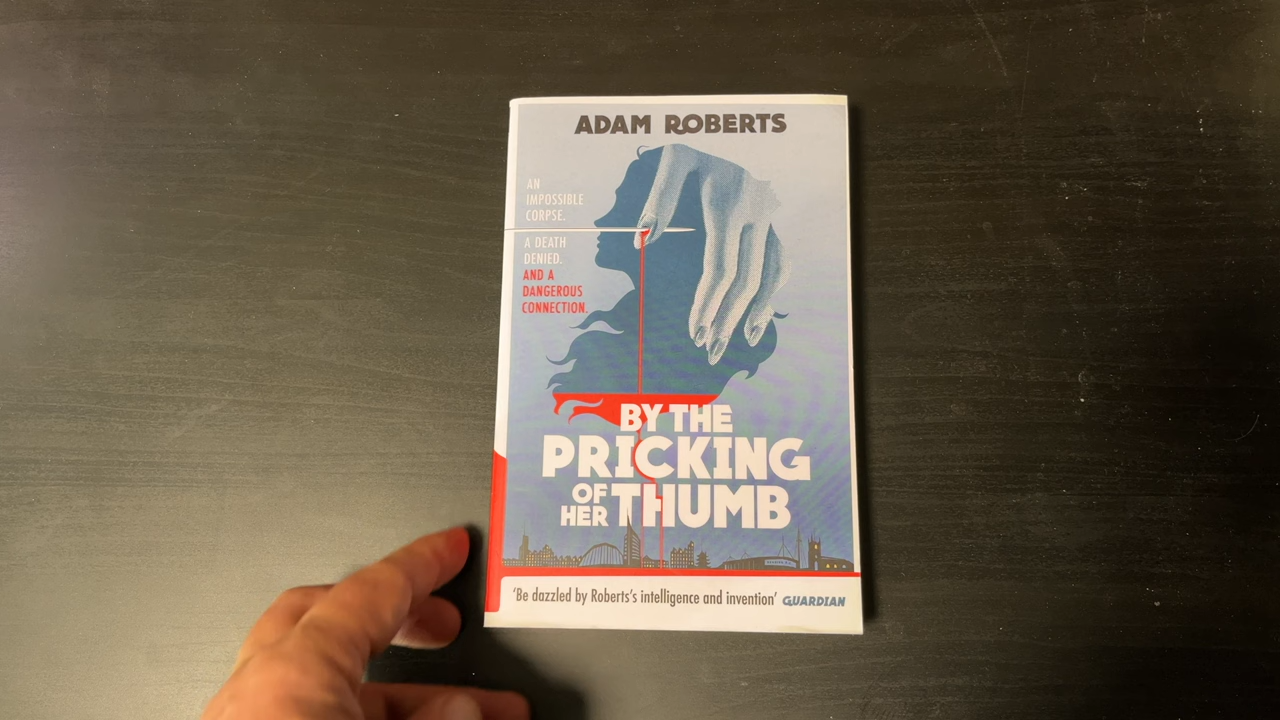 ADAM ROBERTS
AN
IMPOSSIBLE
CORPSE.
A DEATH
DENIED.
AND A
DANGEROUS
CONNECTION.
BY THE
PRICKING
OF
HER THUMB
'Be dazzled by Roberts's intelligence and invention' GUARDIAN